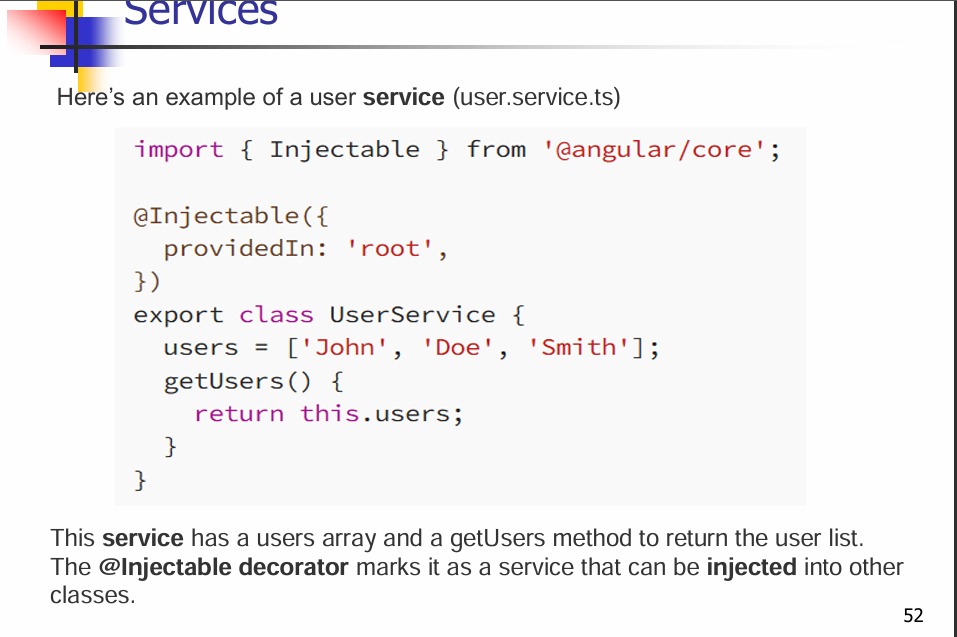 Services
Here's an example of a user service (user.service.ts)
import { Injectable } from '@angular/core';
@Injectable({
providedIn: 'root',
})
export class UserService {
users = ['John', 'Doe', 'Smith'];
getUsers() {
return this.users;
}
}
This service has a users array and a getUsers method to return the user list.
The @Injectable decorator marks it as a service that can be injected into other
classes.
52